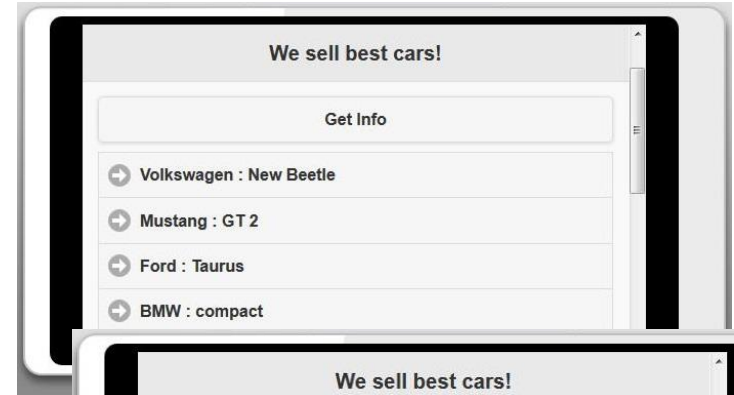 We sell best cars!
Get Info
Volkswagen : New Beetle
Mustang : GT 2
Ford : Taurus
BMW : compact
We sell best cars!